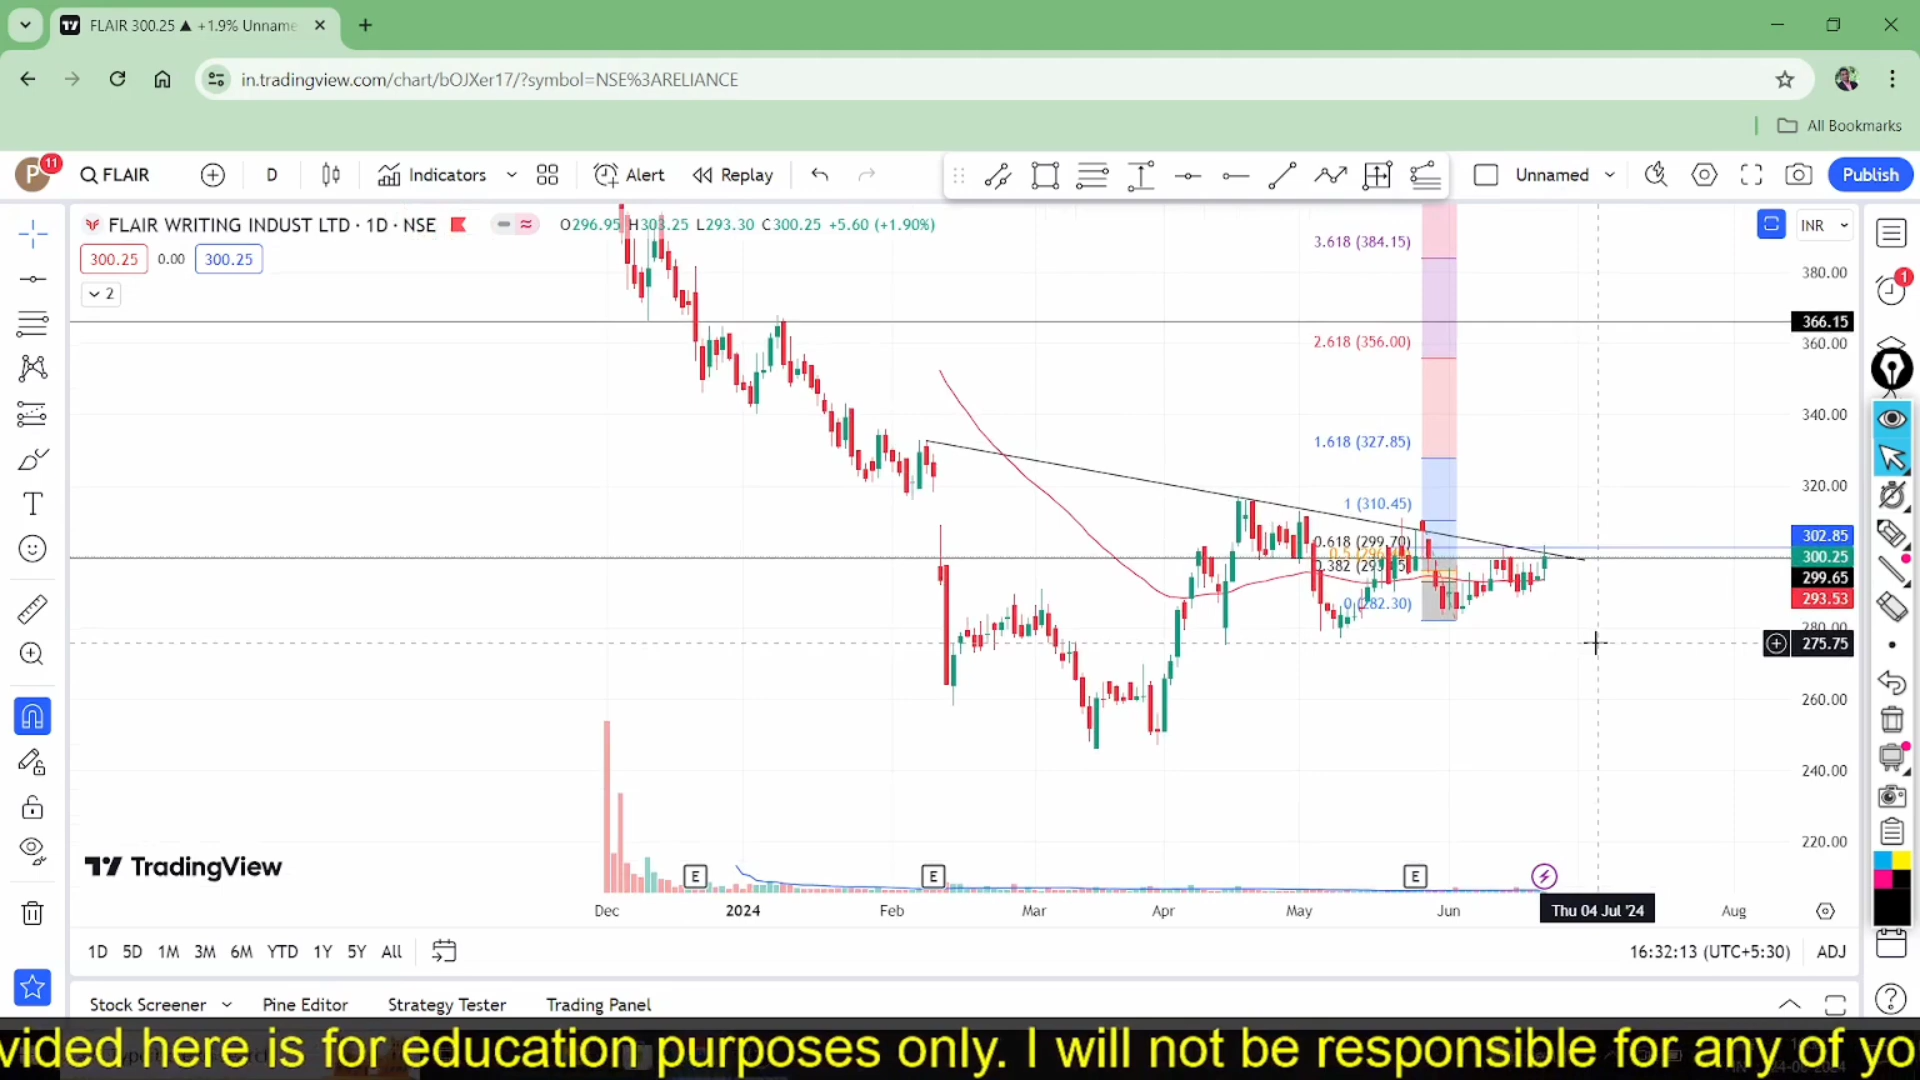 FLAIR 300.25 ▲ +1.9% Unname
in.tradingview.com/chart/bOJXer17/?symbol=NSE%3ARELIANCE
All Bookmarks
P 11 FLAIR D Indicators Alert Replay Unnamed Publish
FLAIR WRITING INDUST LTD · 1D · NSE O296.95 H303.25 L293.30 C300.25 +5.60 (+1.90%) INR
300.25 0.00 300.25
2
3.618 (384.15)
2.618 (356.00)
1.618 (327.85)
1 (310.45)
0.618 (299.70)
0.382
0 (282.30)
380.00
366.15
360.00
340.00
320.00
302.85
300.25
299.65
293.53
280.00
275.75
260.00
240.00
220.00
1
TradingView
E E E
Dec 2024 Feb Mar Apr May Jun Thu 04 Jul '24 Aug
1D 5D 1M 3M 6M YTD 1Y 5Y All 16:32:13 (UTC+5:30) ADJ
Stock Screener Pine Editor Strategy Tester Trading Panel
vided here is for education purposes only. I will not be responsible for any of yo